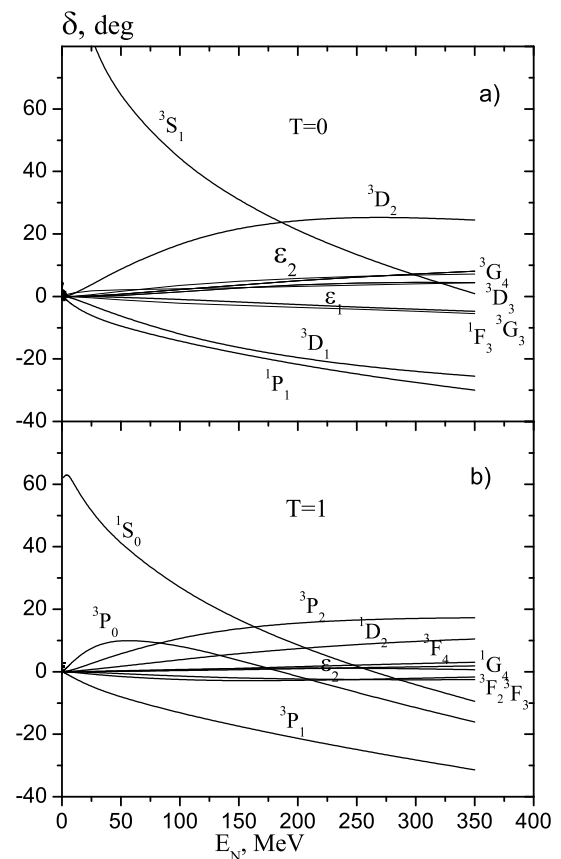 δ, deg
a)
T=0
60
40
20
0
-20
-40
³S₁
³D₂
ε₂
ε₁
³G₄
³D₃
³G₃
¹F₃
³D₁
¹P₁
b)
T=1
60
40
20
0
-20
-40
¹S₀
³P₀
³P₂
¹D₂
³F₄
ε₂
¹G₄
³F₂ ³F₃
³P₁
0 50 100 150 200 250 300 350 400
E_N, MeV